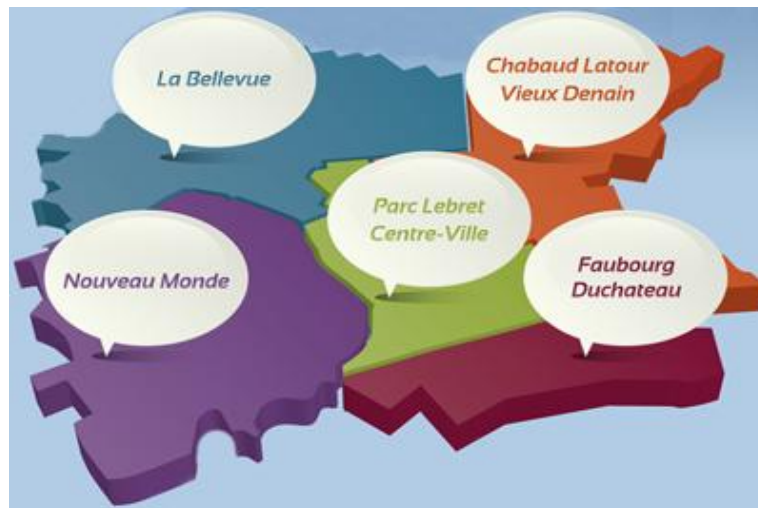 La Bellevue
Chabaud Latour
Vieux Denain
Parc Lebret
Centre-Ville
Nouveau Monde
Faubourg
Duchateau